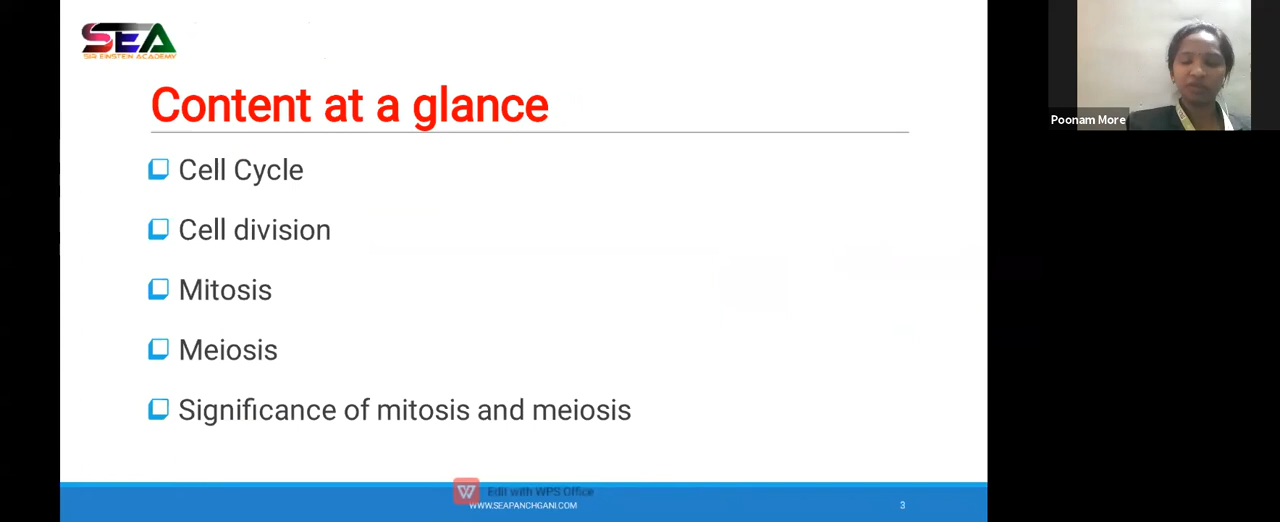 SEA
SIR EINSTEIN ACADEMY
Content at a glance
Cell Cycle
Cell division
Mitosis
Meiosis
Significance of mitosis and meiosis
Edit with WPS Office
WWW.SEAPANCHGANI.COM
3
Poonam More